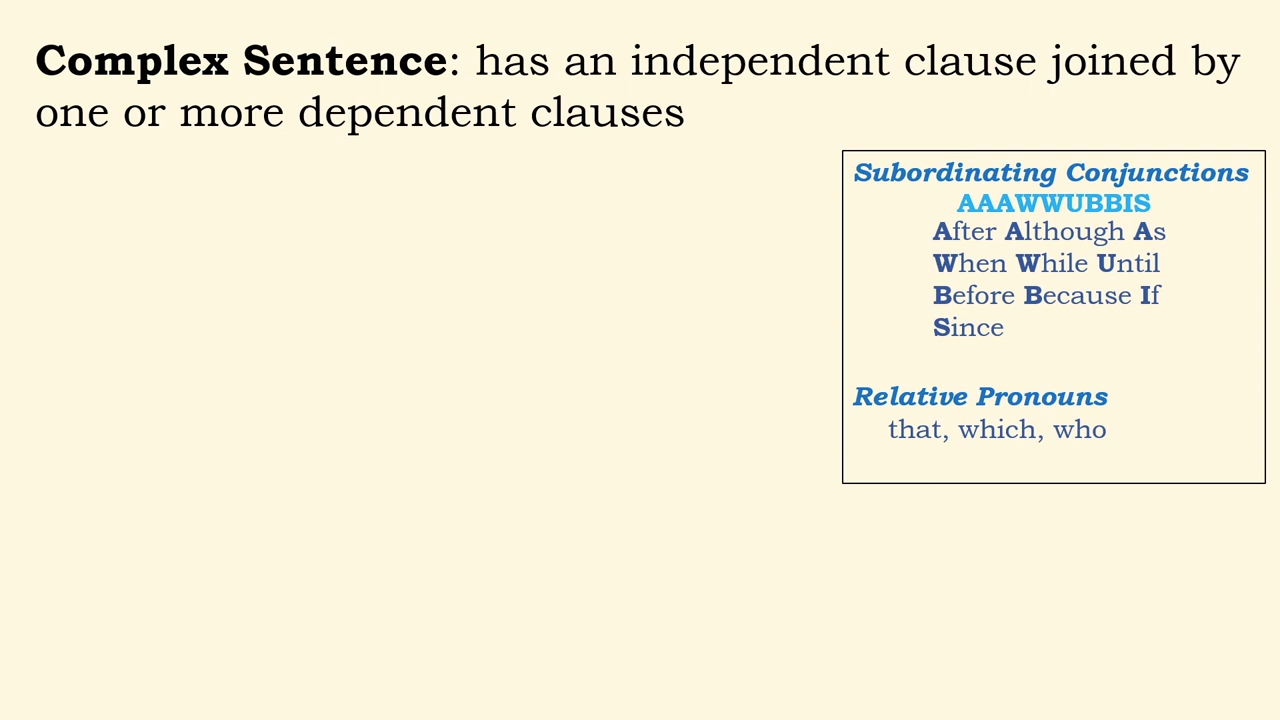 Complex Sentence: has an independent clause joined by
one or more dependent clauses
Subordinating Conjunctions
AAAWWUBBIS
After Although As
When While Until
Before Because If
Since
Relative Pronouns
that, which, who